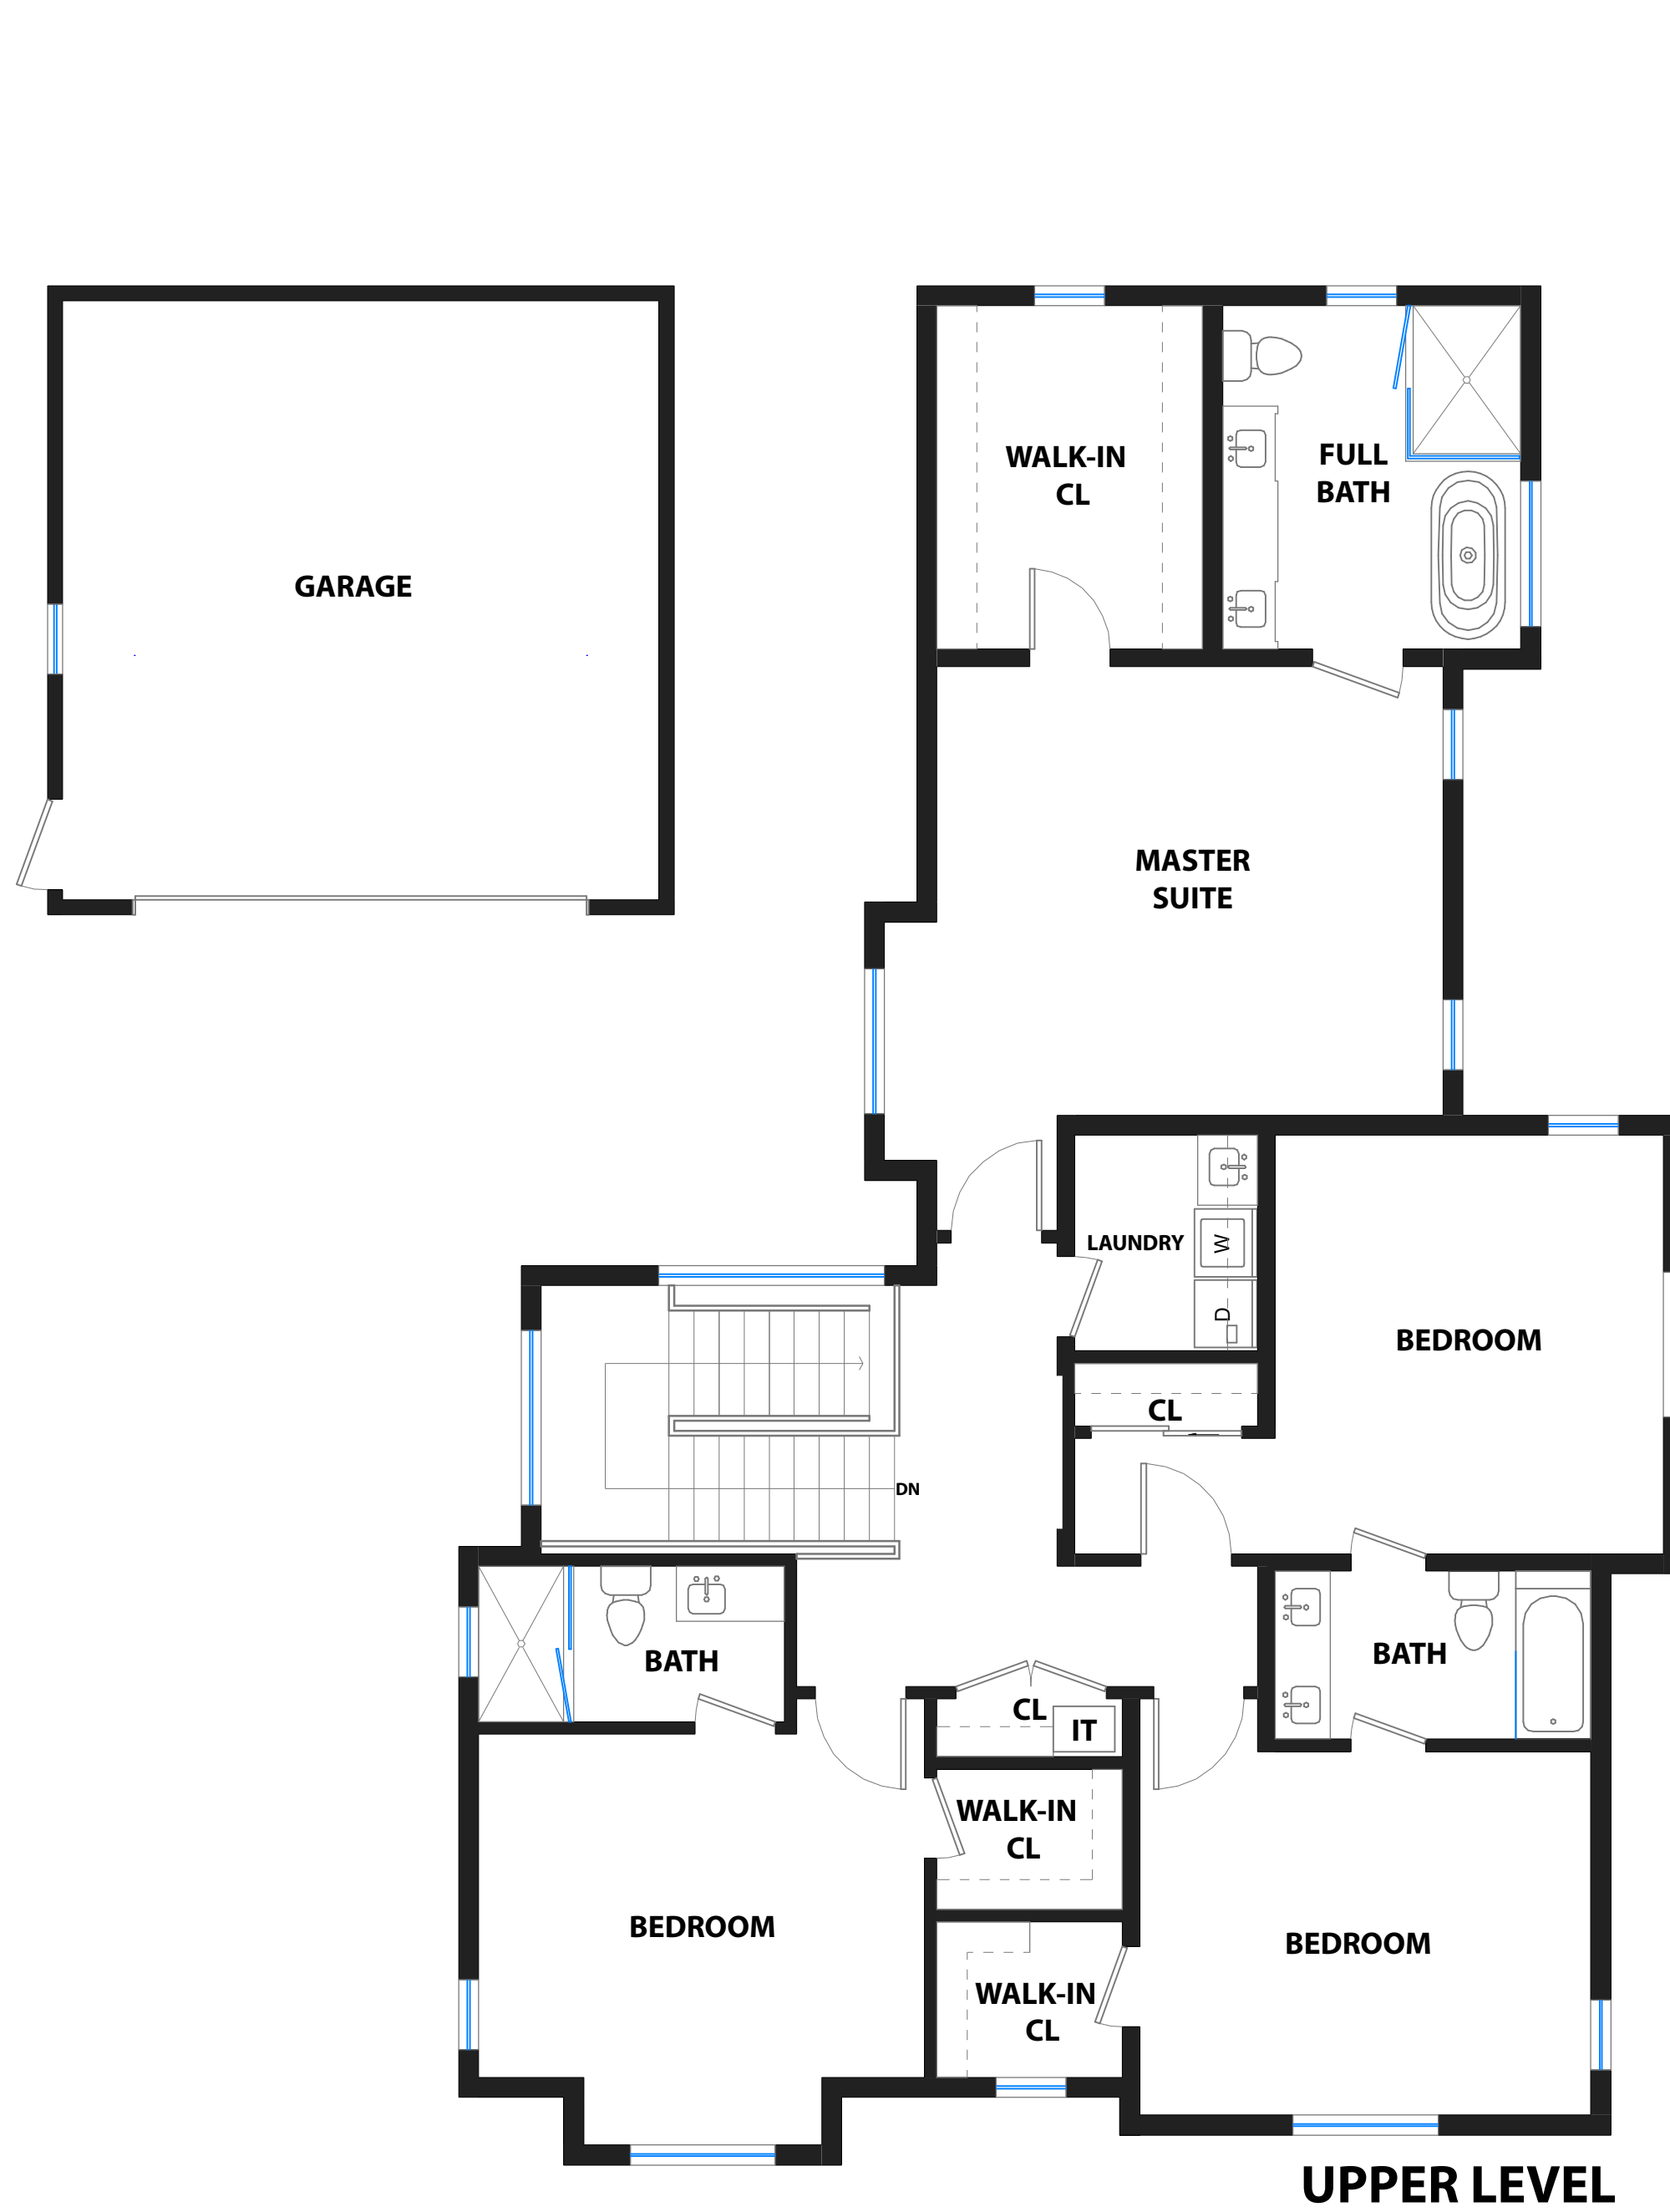 WALK-IN
CL
FULL
BATH
GARAGE
MASTER
SUITE
LAUNDRY
W
D
BEDROOM
CL
DN
BATH
BATH
CL
IT
WALK-IN
CL
BEDROOM
BEDROOM
WALK-IN
CL
UPPER LEVEL